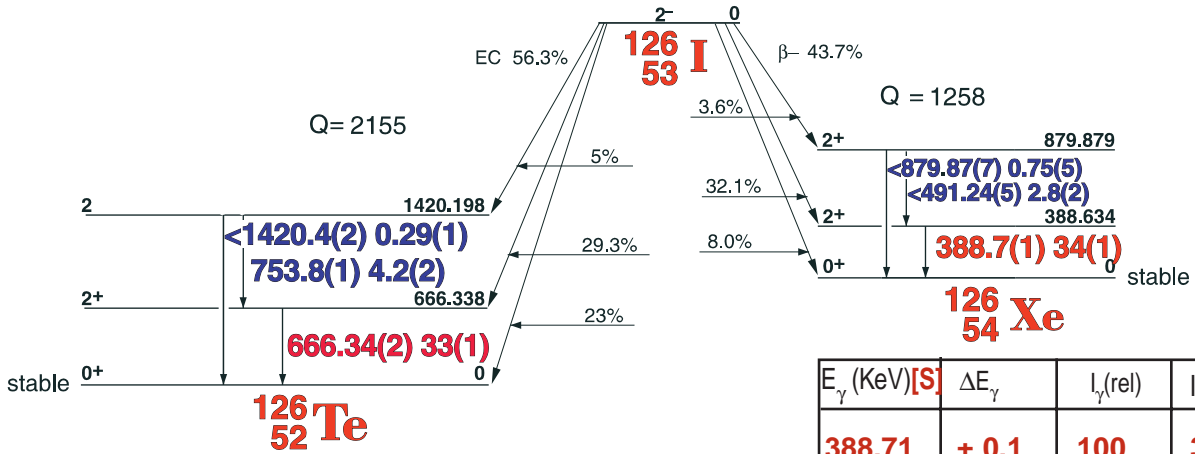 2- 0
126
53 I
EC 56.3%
β– 43.7%
Q= 2155
Q = 1258
3.6%
2+ 879.879
<879.87(7) 0.75(5)
<491.24(5) 2.8(2)
5%
32.1%
2 1420.198
2+ 388.634
<1420.4(2) 0.29(1)
753.8(1) 4.2(2)
29.3%
8.0%
388.7(1) 34(1)
0+ 0 stable
2+ 666.338
126
54 Xe
23%
666.34(2) 33(1)
stable 0+ 0
126
52 Te
Eγ (KeV)[S] ΔEγ Iγ(rel)
388.71 ± 0.1 100